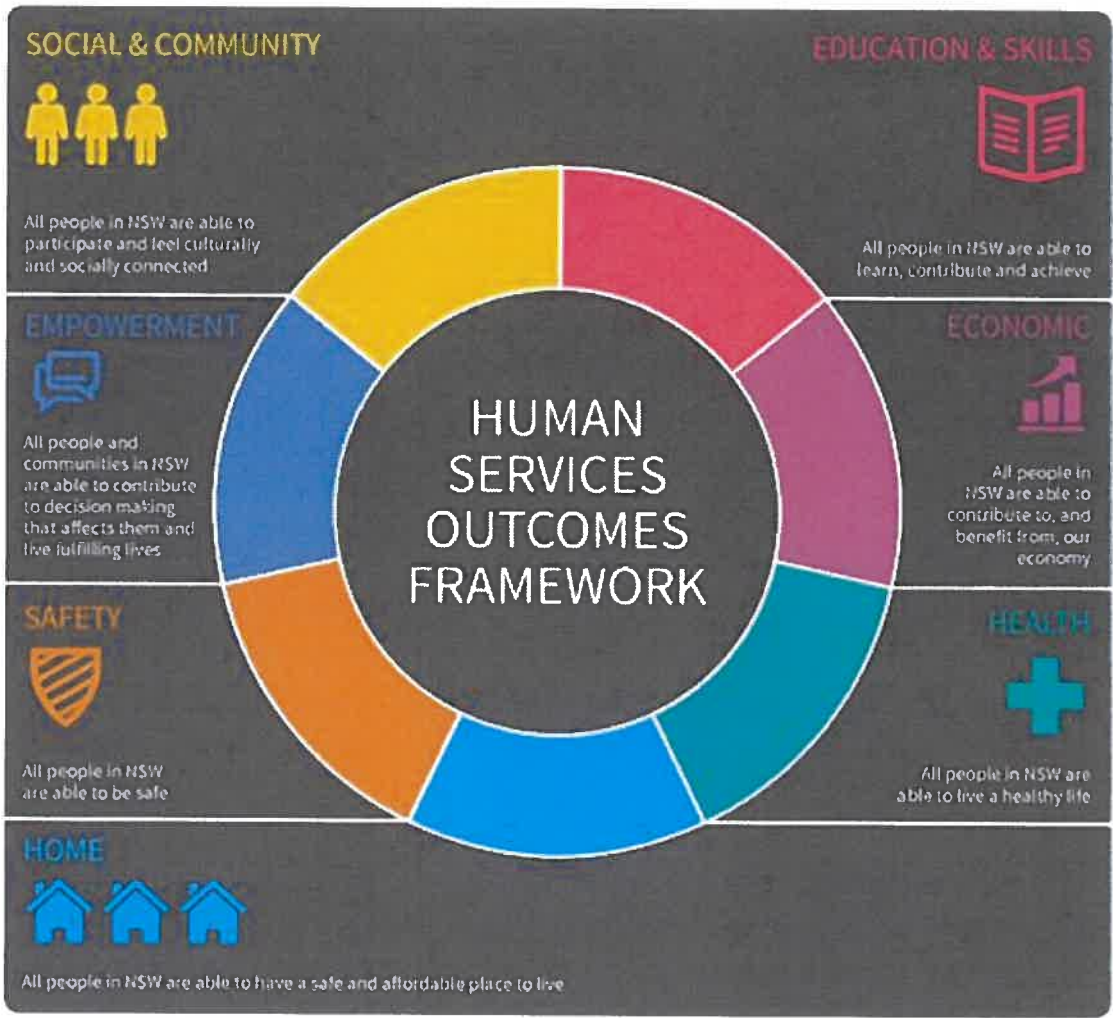 SOCIAL & COMMUNITY
All people in NSW are able to
participate and feel culturally
and socially connected
EDUCATION & SKILLS
All people in NSW are able to
learn, contribute and achieve
EMPOWERMENT
All people and
communities in NSW
are able to contribute
to decision making
that affects them and
live fulfilling lives
ECONOMIC
All people in
NSW are able to
contribute to, and
benefit from, our
economy
HUMAN
SERVICES
OUTCOMES
FRAMEWORK
SAFETY
All people in NSW
are able to be safe
HEALTH
All people in NSW are
able to live a healthy life
HOME
All people in NSW are able to have a safe and affordable place to live